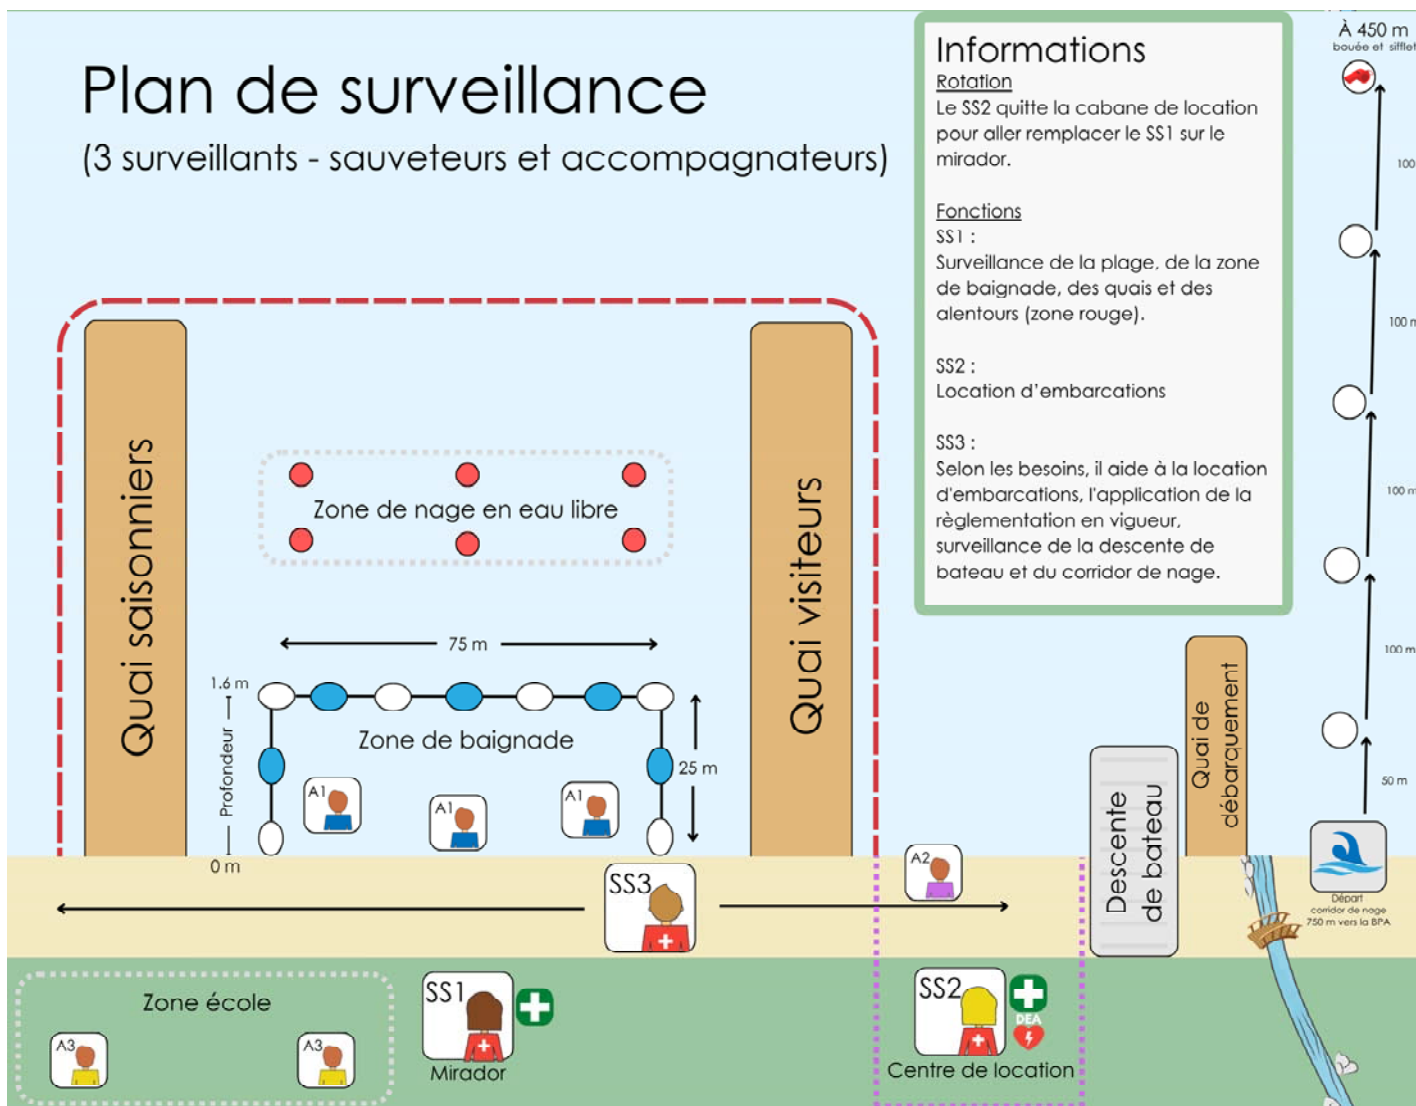 Plan de surveillance
(3 surveillants - sauveteurs et accompagnateurs)
Informations
Rotation
Le SS2 quitte la cabane de location
pour aller remplacer le SS1 sur le
mirador.
Fonctions
SS1 :
Surveillance de la plage, de la zone
de baignade, des quais et des
alentours (zone rouge).
SS2 :
Location d'embarcations
SS3 :
Selon les besoins, il aide à la location
d'embarcations, l'application de la
règlementation en vigueur,
surveillance de la descente de
bateau et du corridor de nage.
À 450 m
bouée et sifflet
100
100 m
100 m
100 m
50 m
Départ
corridor de nage
750 m vers la BPA
Quai saisonniers
Zone de nage en eau libre
Quai visiteurs
75 m
1.6 m
Profondeur
0 m
Zone de baignade
25 m
A1
A1
A1
Quai de
débarquement
Descente
de bateau
SS3
A2
Zone école
A3
A3
SS1
Mirador
SS2
DEA
Centre de location